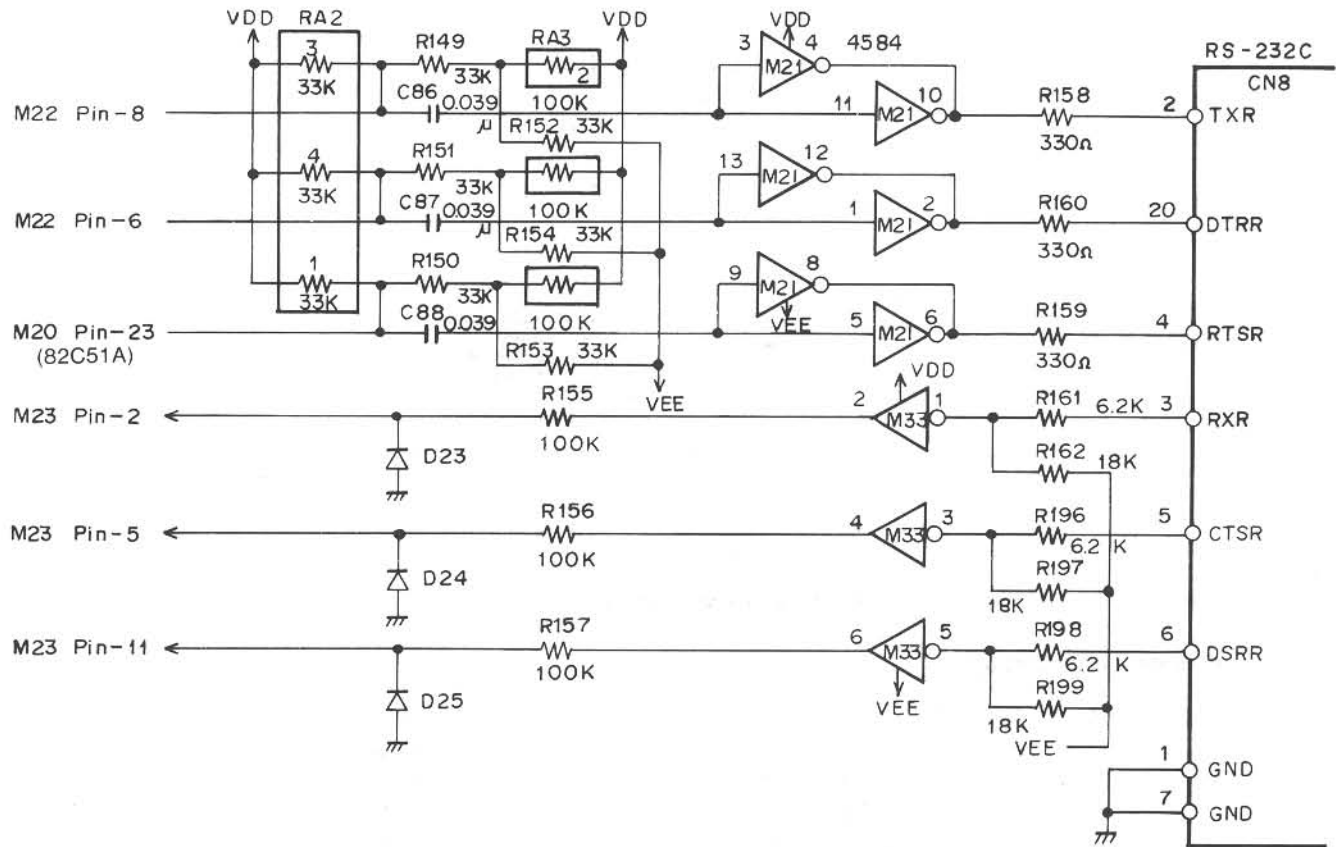 VDD RA2 VDD VDD
3 R149 RA3 3 4 4584 RS-232C
33K 33K 2 M21 CN8
M22 Pin-8 C86 0.039 100K 11 M21 10 R158 2 TXR
μ R152 33K 330Ω
4 R151 13 M21 12
33K 33K
M22 Pin-6 C87 0.039 100K 1 M21 2 R160 20 DTRR
μ R154 33K 330Ω
1 R150 9 M21 8
33K 33K
M20 Pin-23 C88 0.039 100K VEE 5 M21 6 R159 4 RTSR
(82C51A) R153 33K 330Ω
VEE VDD
M23 Pin-2 R155 2 M33 1 R161 6.2K 3 RXR
100K
D23 R162 18K
M23 Pin-5 R156 4 M33 3 R196 5 CTSR
100K 6.2K
D24 R197
18K
M23 Pin-11 R157 6 M33 5 R198 6 DSRR
100K 6.2K
D25 VEE R199
18K
VEE
1 GND
7 GND